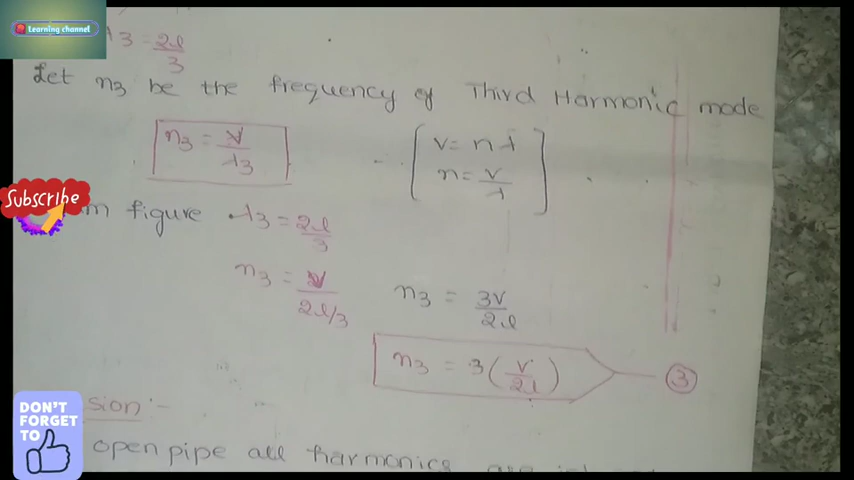 Learning channel
λ3 = 2l/3
Let n3 be the frequency of Third Harmonic mode
n3 = v/λ3 [v = nλ
n = v/λ]
Subscribe
m figure λ3 = 2l/3
n3 = v/2l/3 n3 = 3v/2l
n3 = 3(v/2l) 3
DON'T FORGET TO
sion :-
open pipe all harmonics are